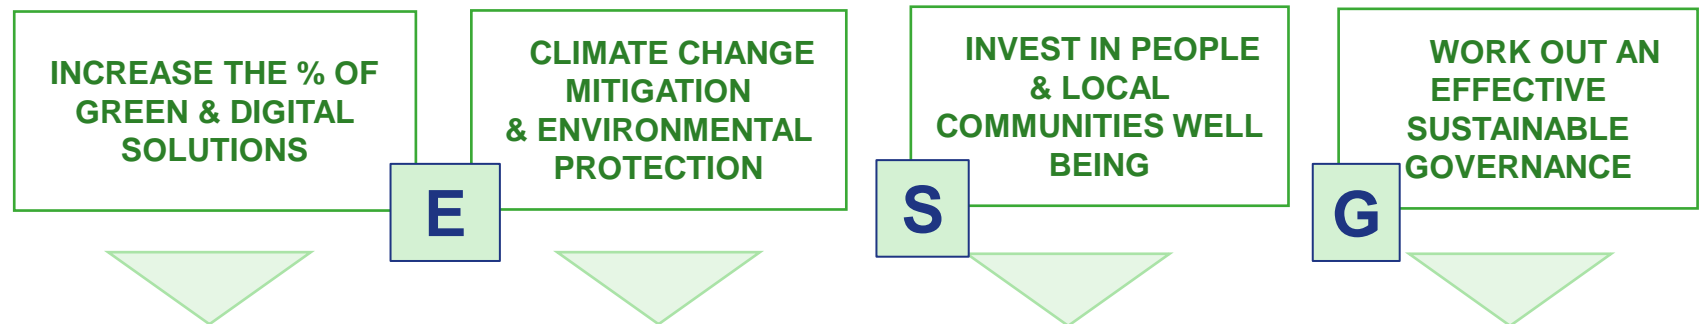 INCREASE THE % OF
GREEN & DIGITAL
SOLUTIONS
E
CLIMATE CHANGE
MITIGATION
& ENVIRONMENTAL
PROTECTION
S
INVEST IN PEOPLE
& LOCAL
COMMUNITIES WELL
BEING
G
WORK OUT AN
EFFECTIVE
SUSTAINABLE
GOVERNANCE